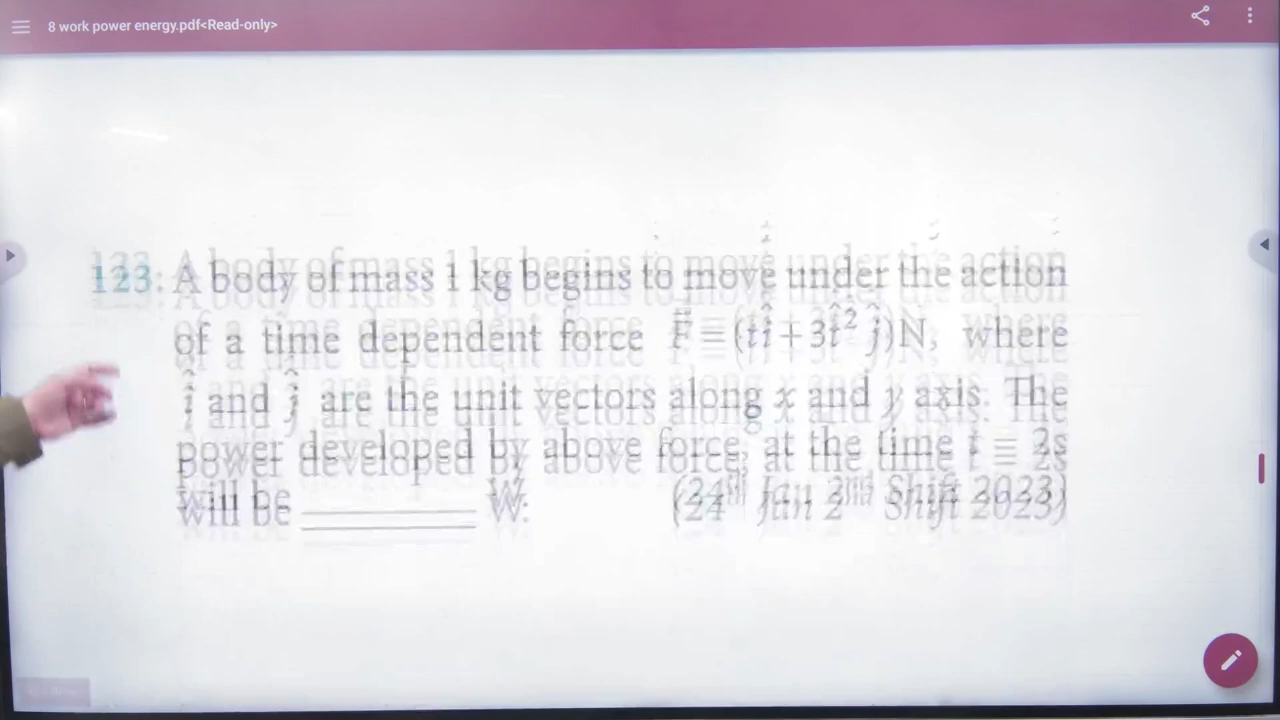 8 work power energy.pdf<Read-only>
123. A body of mass 1 kg begins to move under the action
of a time dependent force F⃗ = (t î + 3t² ĵ) N, where
î and ĵ are the unit vectors along x and y axis. The
power developed by above force, at the time t = 2s
will be ________ W.
(24th Jan 2nd Shift 2023)